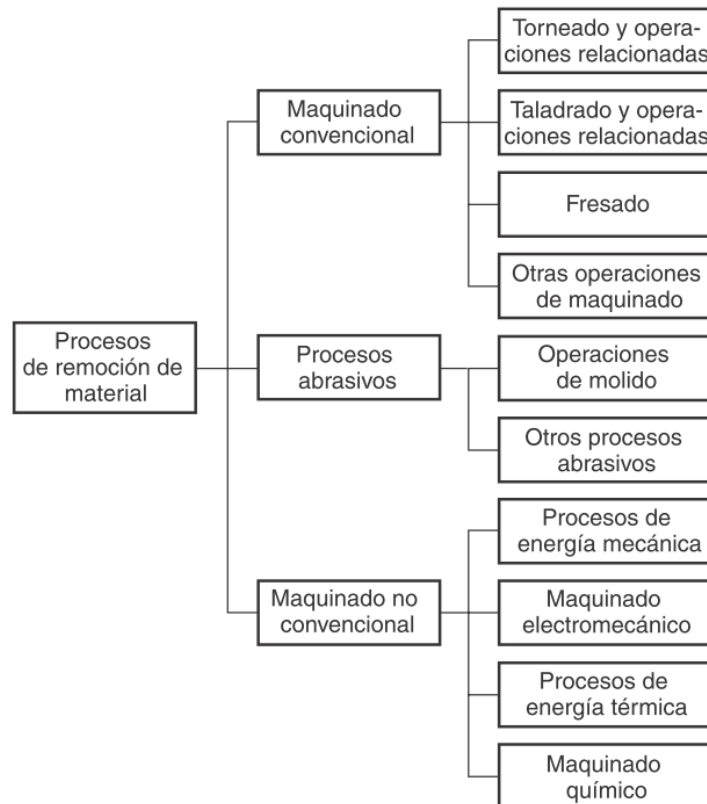 Torneado y opera-
ciones relacionadas
Maquinado
convencional
Taladrado y opera-
ciones relacionadas
Fresado
Otras operaciones
de maquinado
Procesos
de remoción de
material
Procesos
abrasivos
Operaciones
de molido
Otros procesos
abrasivos
Procesos de
energía mecánica
Maquinado no
convencional
Maquinado
electromecánico
Procesos de
energía térmica
Maquinado
químico